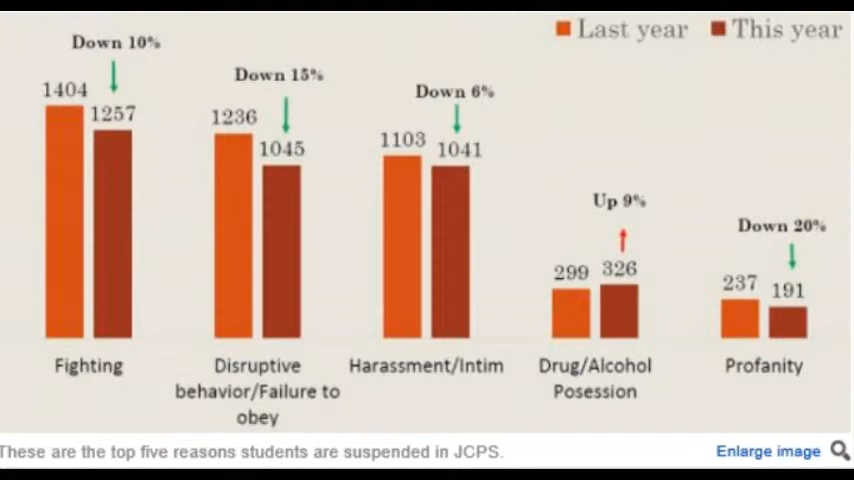 Last year This year
Down 10%
1404 1257
Down 15%
1236 1045
Down 6%
1103 1041
Up 9%
299 326
Down 20%
237 191
Fighting
Disruptive
behavior/Failure to
obey
Harassment/Intim
Drug/Alcohol
Posession
Profanity
These are the top five reasons students are suspended in JCPS.
Enlarge image